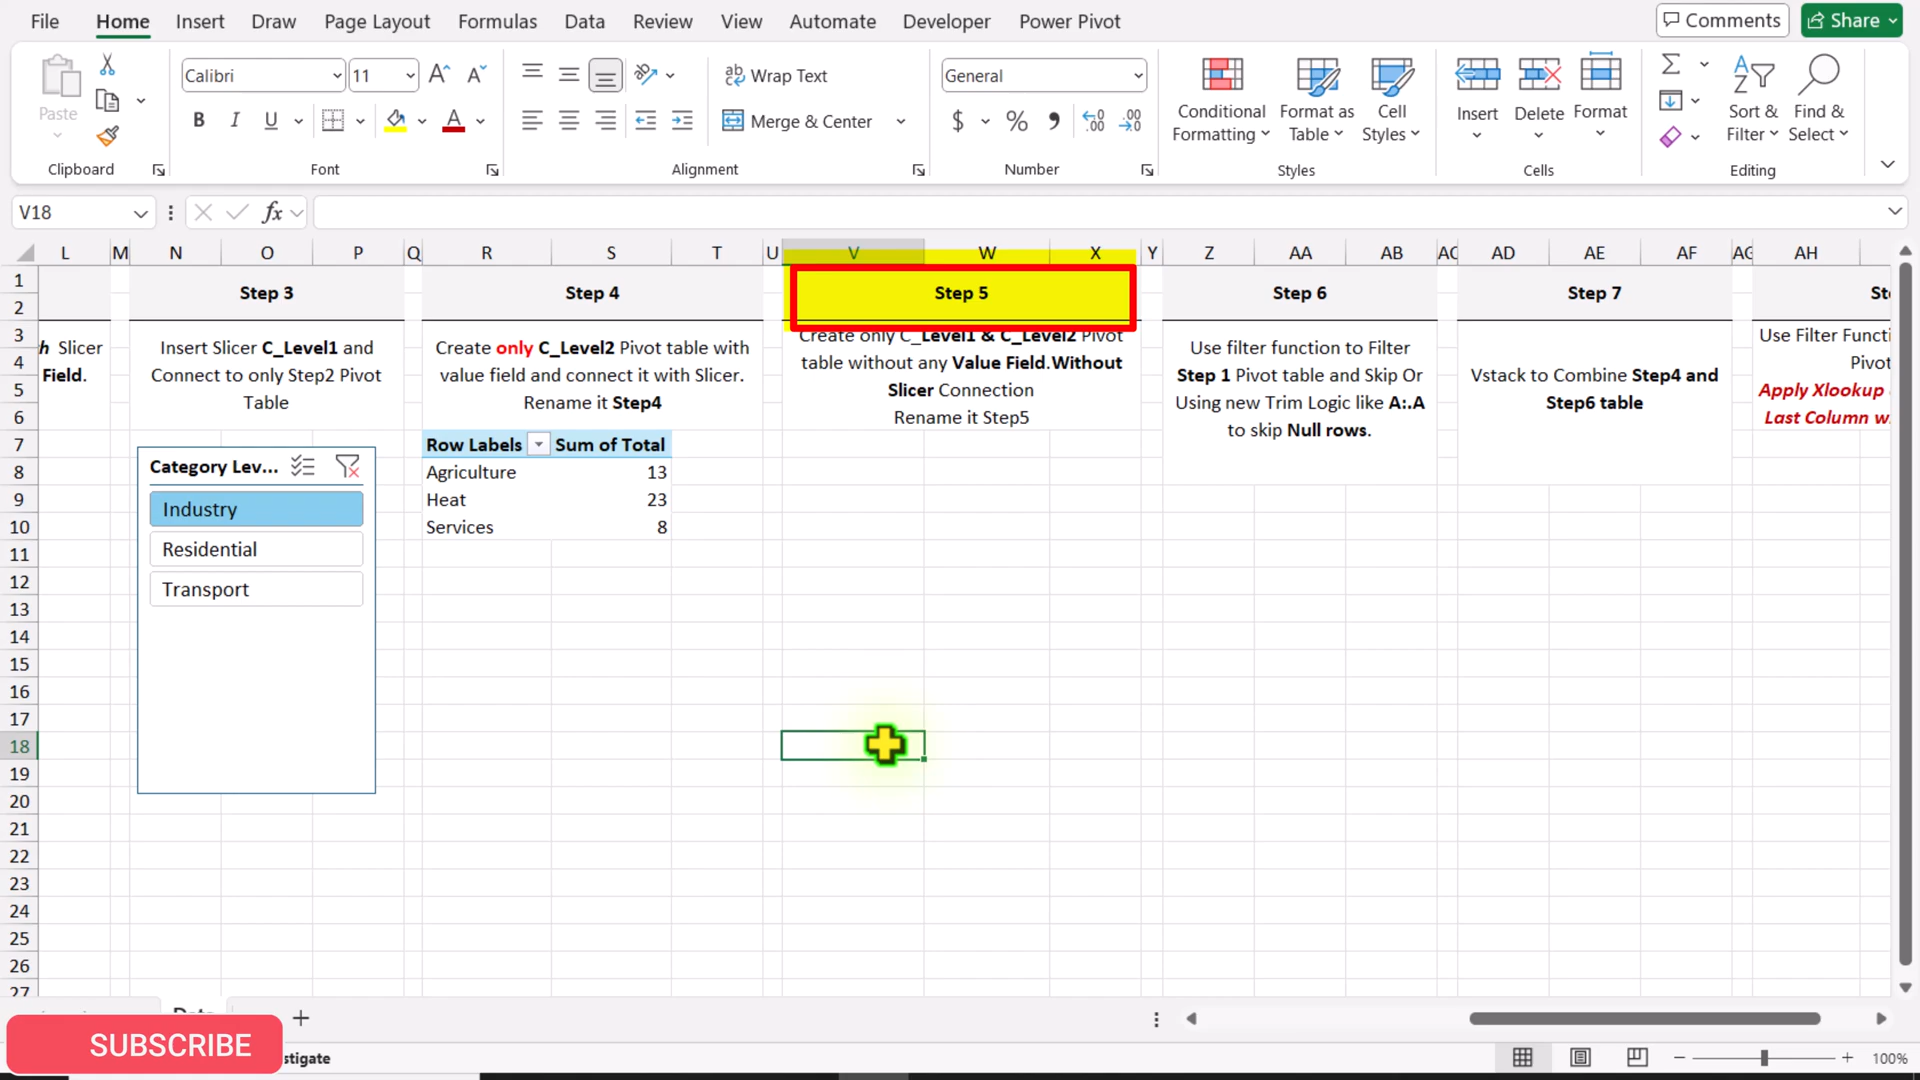 File Home Insert Draw Page Layout Formulas Data Review View Automate Developer Power Pivot Comments Share
Paste
Calibri 11
B I U
Wrap Text
Merge & Center
General
$ %
Conditional Formatting
Format as Table
Cell Styles
Insert
Delete
Format
Sort & Filter
Find & Select
Clipboard Font Alignment Number Styles Cells Editing
V18
fx
L M N O P Q R S T U V W X Y Z AA AB AC AD AE AF AG AH
1
2
3
4
5
6
7
8
9
10
11
12
13
14
15
16
17
18
19
20
21
22
23
24
25
26
27
Slicer
Field.
Step 3
Insert Slicer C_Level1 and
Connect to only Step2 Pivot
Table
Category Lev...
Industry
Residential
Transport
Step 4
Create only C_Level2 Pivot table with
value field and connect it with Slicer.
Rename it Step4
Row Labels Sum of Total
Agriculture 13
Heat 23
Services 8
Step 5
Create only C_Level1 & C_Level2 Pivot
table without any Value Field.Without
Slicer Connection
Rename it Step5
Step 6
Use filter function to Filter
Step 1 Pivot table and Skip Or
Using new Trim Logic like A:.A
to skip Null rows.
Step 7
Vstack to Combine Step4 and
Step6 table
Use Filter
Apply Xlookup
Last Column
SUBSCRIBE
100%